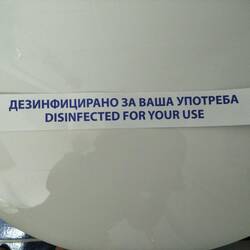 ДЕЗИНФИЦИРАНО ЗА ВАША УПОТРЕБА
DISINFECTED FOR YOUR USE